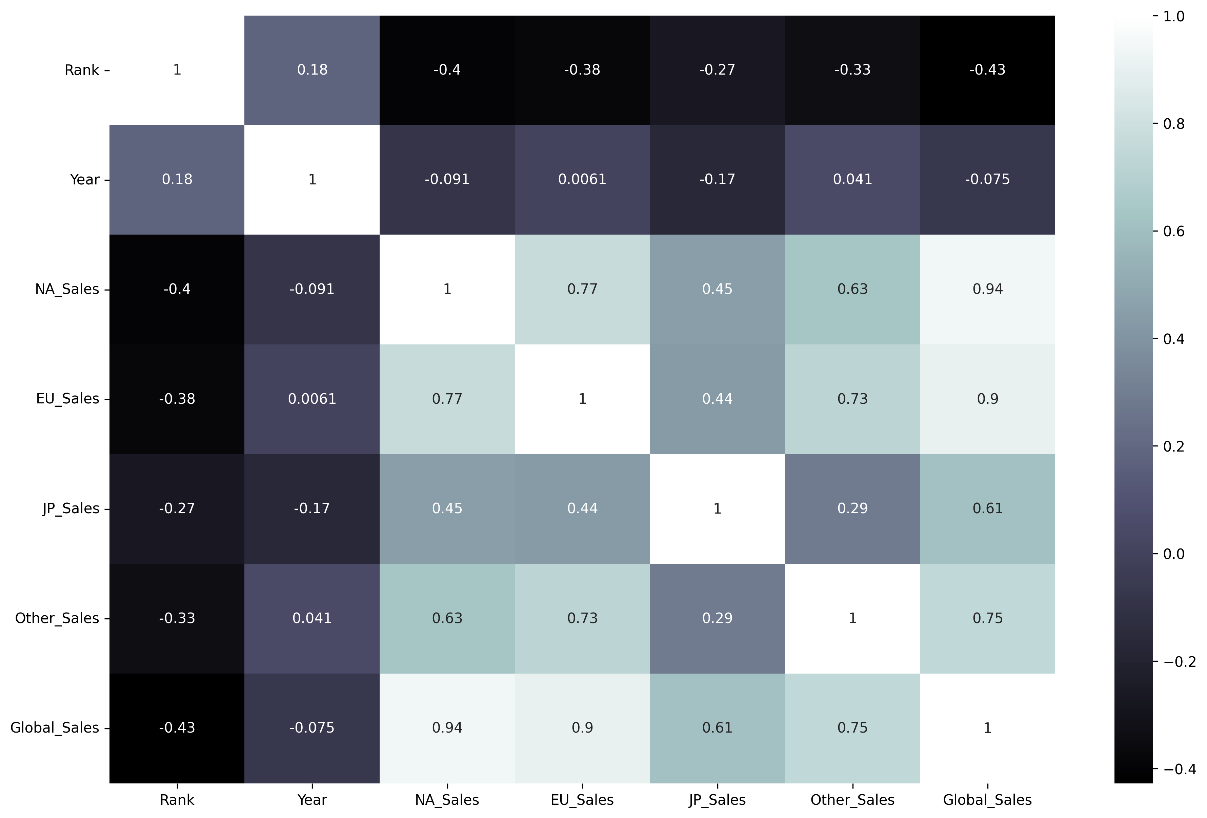 Rank 1 0.18 -0.4 -0.38 -0.27 -0.33 -0.43
Year 0.18 1 -0.091 0.0061 -0.17 0.041 -0.075
NA_Sales -0.4 -0.091 1 0.77 0.45 0.63 0.94
EU_Sales -0.38 0.0061 0.77 1 0.44 0.73 0.9
JP_Sales -0.27 -0.17 0.45 0.44 1 0.29 0.61
Other_Sales -0.33 0.041 0.63 0.73 0.29 1 0.75
Global_Sales -0.43 -0.075 0.94 0.9 0.61 0.75 1
Rank Year NA_Sales EU_Sales JP_Sales Other_Sales Global_Sales
1.0
0.8
0.6
0.4
0.2
0.0
−0.2
−0.4